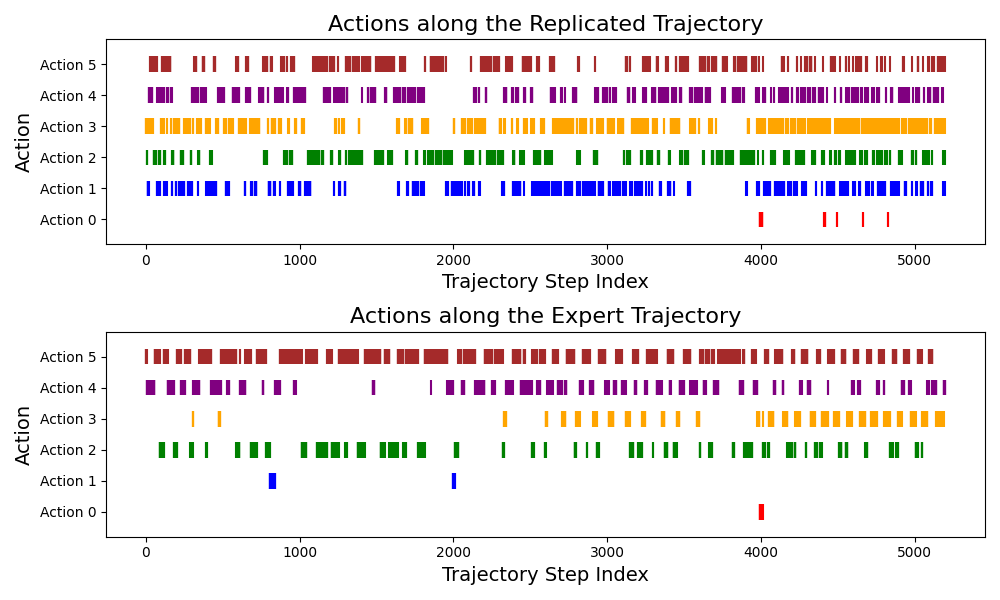 Actions along the Replicated Trajectory
Action
Action 5
Action 4
Action 3
Action 2
Action 1
Action 0
0 1000 2000 3000 4000 5000
Trajectory Step Index
Actions along the Expert Trajectory
Action
Action 5
Action 4
Action 3
Action 2
Action 1
Action 0
0 1000 2000 3000 4000 5000
Trajectory Step Index